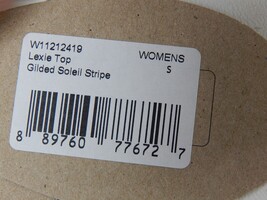 W11212419 WOMENS
Lexie Top S
Gilded Soleil Stripe
8 89760 77672 7